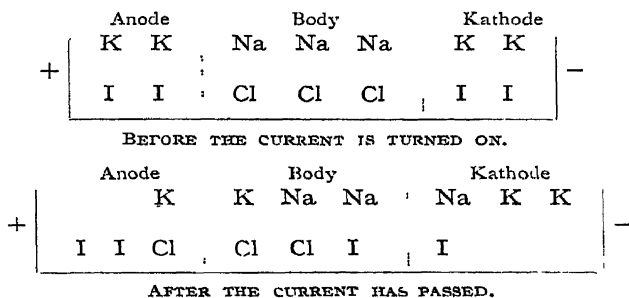 Anode Body Kathode
K K Na Na Na K K
+ −
I I Cl Cl Cl I I
BEFORE THE CURRENT IS TURNED ON.
Anode Body Kathode
K K Na Na Na K K
+ −
I I Cl Cl Cl I I
AFTER THE CURRENT HAS PASSED.